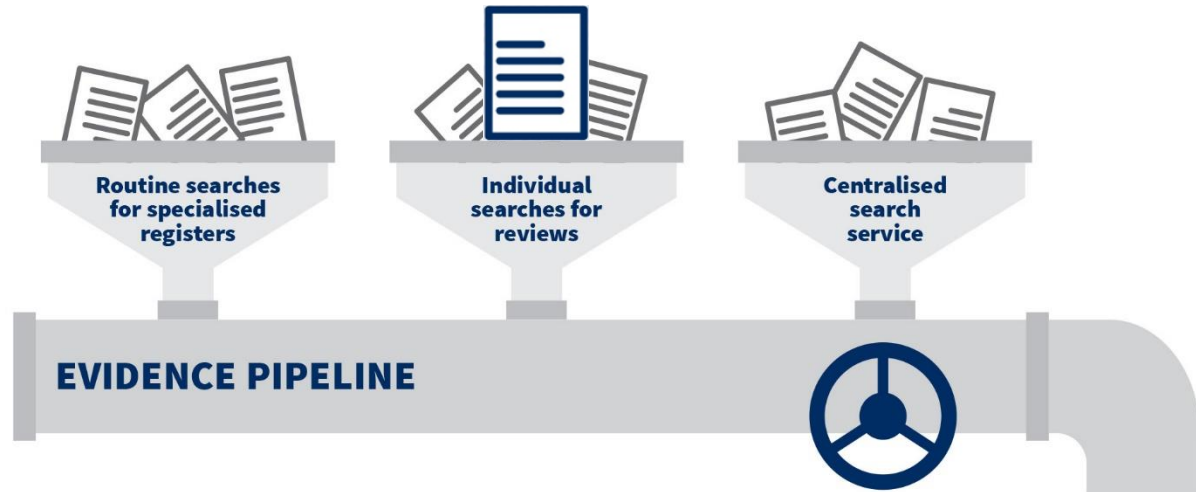 Routine searches
for specialised
registers
Individual
searches for
reviews
Centralised
search
service
EVIDENCE PIPELINE